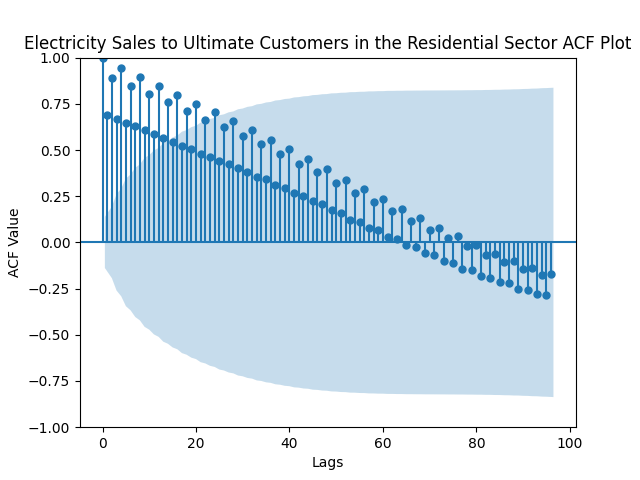 Electricity Sales to Ultimate Customers in the Residential Sector ACF Plot
1.00
0.75
0.50
0.25
0.00
−0.25
−0.50
−0.75
−1.00
ACF Value
0 20 40 60 80 100
Lags